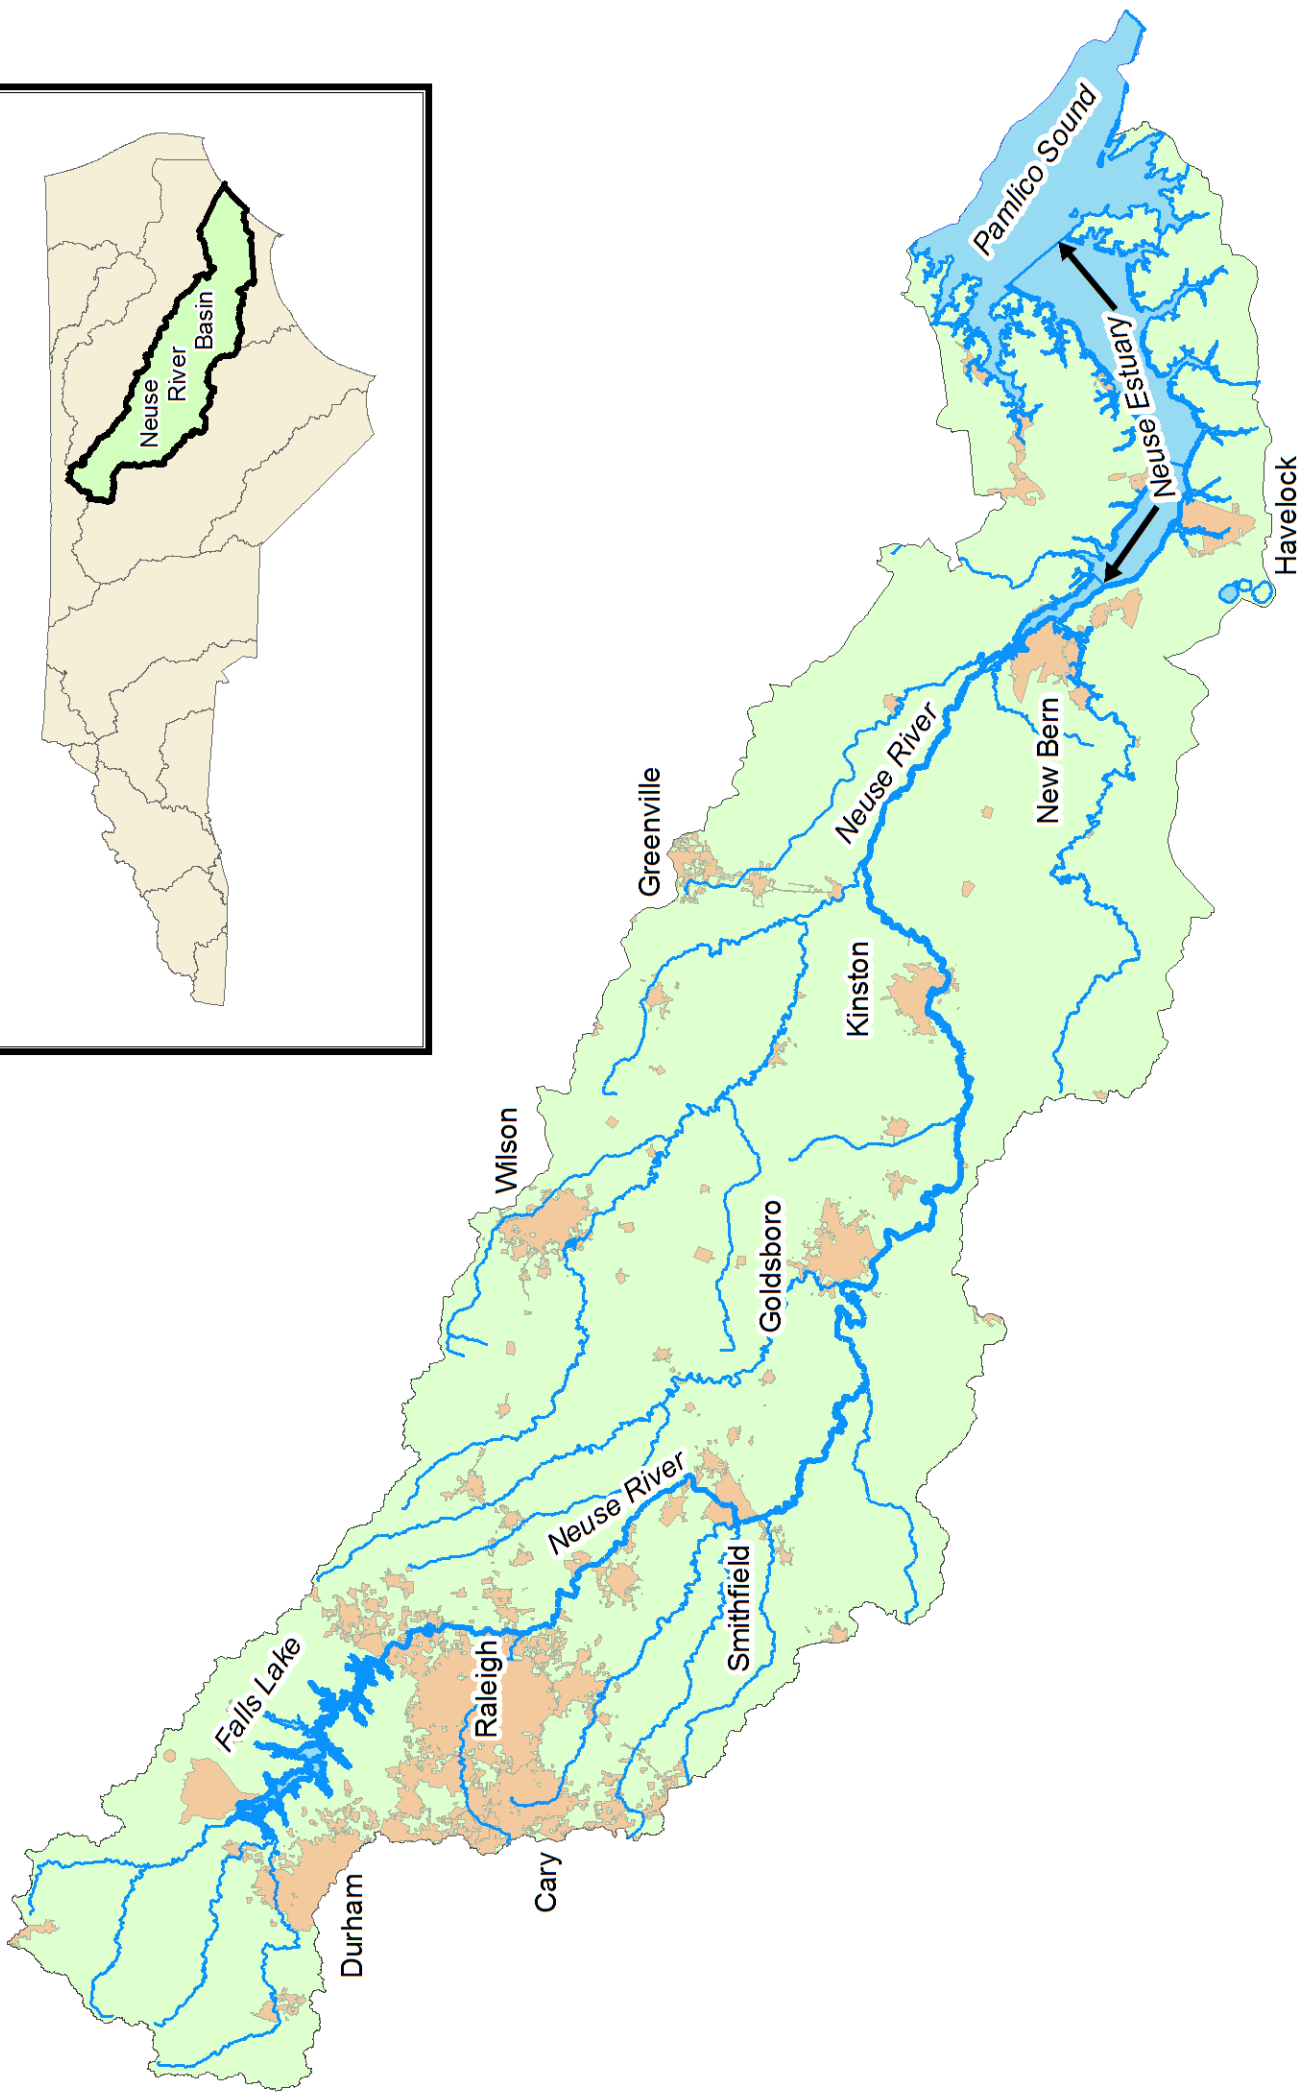 Neuse
River
Basin
Falls Lake
Durham
Cary
Raleigh
Neuse River
Smithfield
Wilson
Goldsboro
Greenville
Kinston
Neuse River
New Bern
Havelock
Neuse Estuary
Pamlico Sound